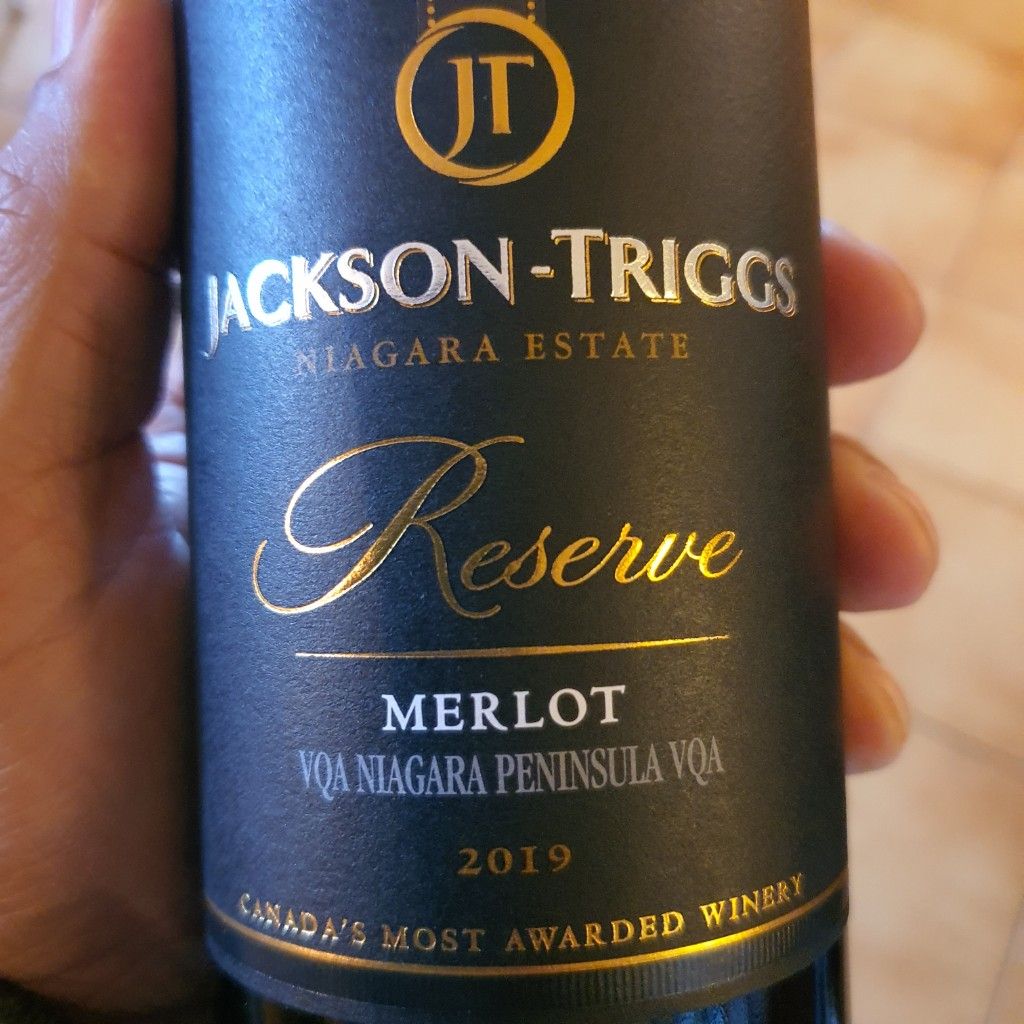 JT
JACKSON-TRIGGS
NIAGARA ESTATE
Reserve
MERLOT
VQA NIAGARA PENINSULA VQA
2019
CANADA'S MOST AWARDED WINERY